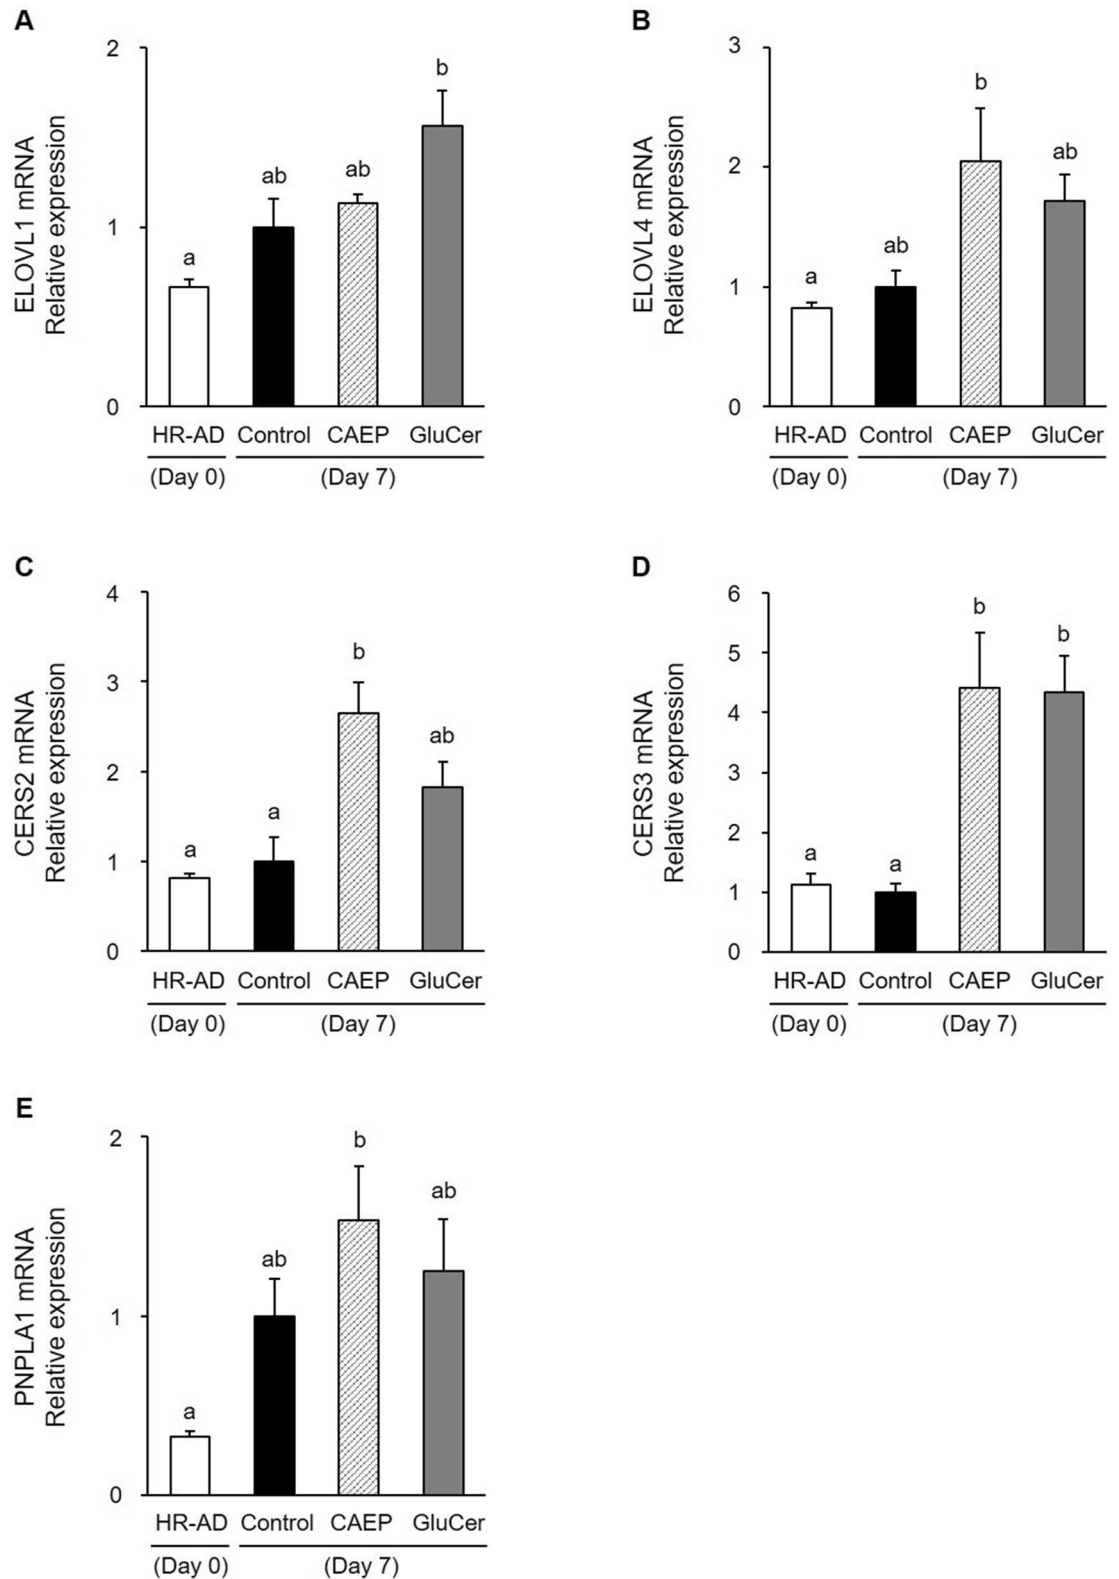 A
ELOVL1 mRNA
Relative expression
2
1
0
a
ab
ab
b
HR-AD Control CAEP GluCer
(Day 0) (Day 7)
B
ELOVL4 mRNA
Relative expression
3
2
1
0
a
ab
b
ab
HR-AD Control CAEP GluCer
(Day 0) (Day 7)
C
CERS2 mRNA
Relative expression
4
3
2
1
0
a
a
b
ab
HR-AD Control CAEP GluCer
(Day 0) (Day 7)
D
CERS3 mRNA
Relative expression
6
5
4
3
2
1
0
a
a
b
b
HR-AD Control CAEP GluCer
(Day 0) (Day 7)
E
PNPLA1 mRNA
Relative expression
2
1
0
a
ab
b
ab
HR-AD Control CAEP GluCer
(Day 0) (Day 7)